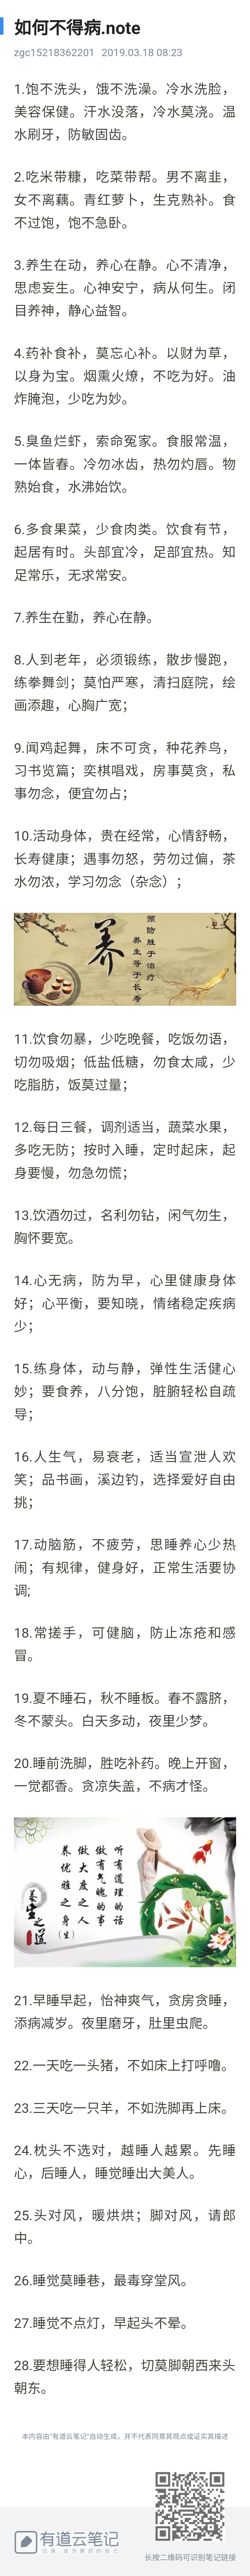 如何不得病.note
zgc15218362201 2019.03.18 08:23
1.饱不洗头，饿不洗澡。冷水洗脸，
美容保健。汗水没落，冷水莫浇。温
水刷牙，防敏固齿。
2.吃米带糠，吃菜带帮。男不离韭，
女不离藕。青红萝卜，生克熟补。食
不过饱，饱不急卧。
3.养生在动，养心在静。心不清净，
思虑妄生。心神安宁，病从何生。闭
目养神，静心益智。
4.药补食补，莫忘心补。以财为草，
以身为宝。烟熏火燎，不吃为好。油
炸腌泡，少吃为妙。
5.臭鱼烂虾，索命冤家。食服常温，
一体皆春。冷勿冰齿，热勿灼唇。物
熟始食，水沸始饮。
6.多食果菜，少食肉类。饮食有节，
起居有时。头部宜冷，足部宜热。知
足常乐，无求常安。
7.养生在勤，养心在静。
8.人到老年，必须锻练，散步慢跑，
练拳舞剑；莫怕严寒，清扫庭院，绘
画添趣，心胸广宽；
9.闻鸡起舞，床不可贪，种花养鸟，
习书览篇；奕棋唱戏，房事莫贪，私
事勿念，便宜勿占；
10.活动身体，贵在经常，心情舒畅，
长寿健康；遇事勿怒，劳勿过偏，茶
水勿浓，学习勿念（杂念）；
养
预防胜于治疗
养生等于长寿
11.饮食勿暴，少吃晚餐，吃饭勿语，
切勿吸烟；低盐低糖，勿食太咸，少
吃脂肪，饭莫过量；
12.每日三餐，调剂适当，蔬菜水果，
多吃无防；按时入睡，定时起床，起
身要慢，勿急勿慌；
13.饮酒勿过，名利勿钻，闲气勿生，
胸怀要宽。
14.心无病，防为早，心里健康身体
好；心平衡，要知晓，情绪稳定疾病
少；
15.练身体，动与静，弹性生活健心
妙；要食养，八分饱，脏腑轻松自疏
导；
16.人生气，易衰老，适当宣泄人欢
笑；品书画，溪边钓，选择爱好自由
挑；
17.动脑筋，不疲劳，思睡养心少热
闹；有规律，健身好，正常生活要协
调;
18.常搓手，可健脑，防止冻疮和感
冒。
19.夏不睡石，秋不睡板。春不露脐，
冬不蒙头。白天多动，夜里少梦。
20.睡前洗脚，胜吃补药。晚上开窗，
一觉都香。贪凉失盖，不病才怪。
听有道理的话
做有气魄的事
做大度之人
养优雅之身（生）
养生之道
21.早睡早起，怡神爽气，贪房贪睡，
添病减岁。夜里磨牙，肚里虫爬。
22.一天吃一头猪，不如床上打呼噜。
23.三天吃一只羊，不如洗脚再上床。
24.枕头不选对，越睡人越累。先睡
心，后睡人，睡觉睡出大美人。
25.头对风，暖烘烘；脚对风，请郎
中。
26.睡觉莫睡巷，最毒穿堂风。
27.睡觉不点灯，早起头不晕。
28.要想睡得人轻松，切莫脚朝西来头
朝东。
本内容由“有道云笔记”自动生成，并不代表同意其观点或证实其描述
有道云笔记
记录，成为更好的自己
长按二维码可识别笔记链接